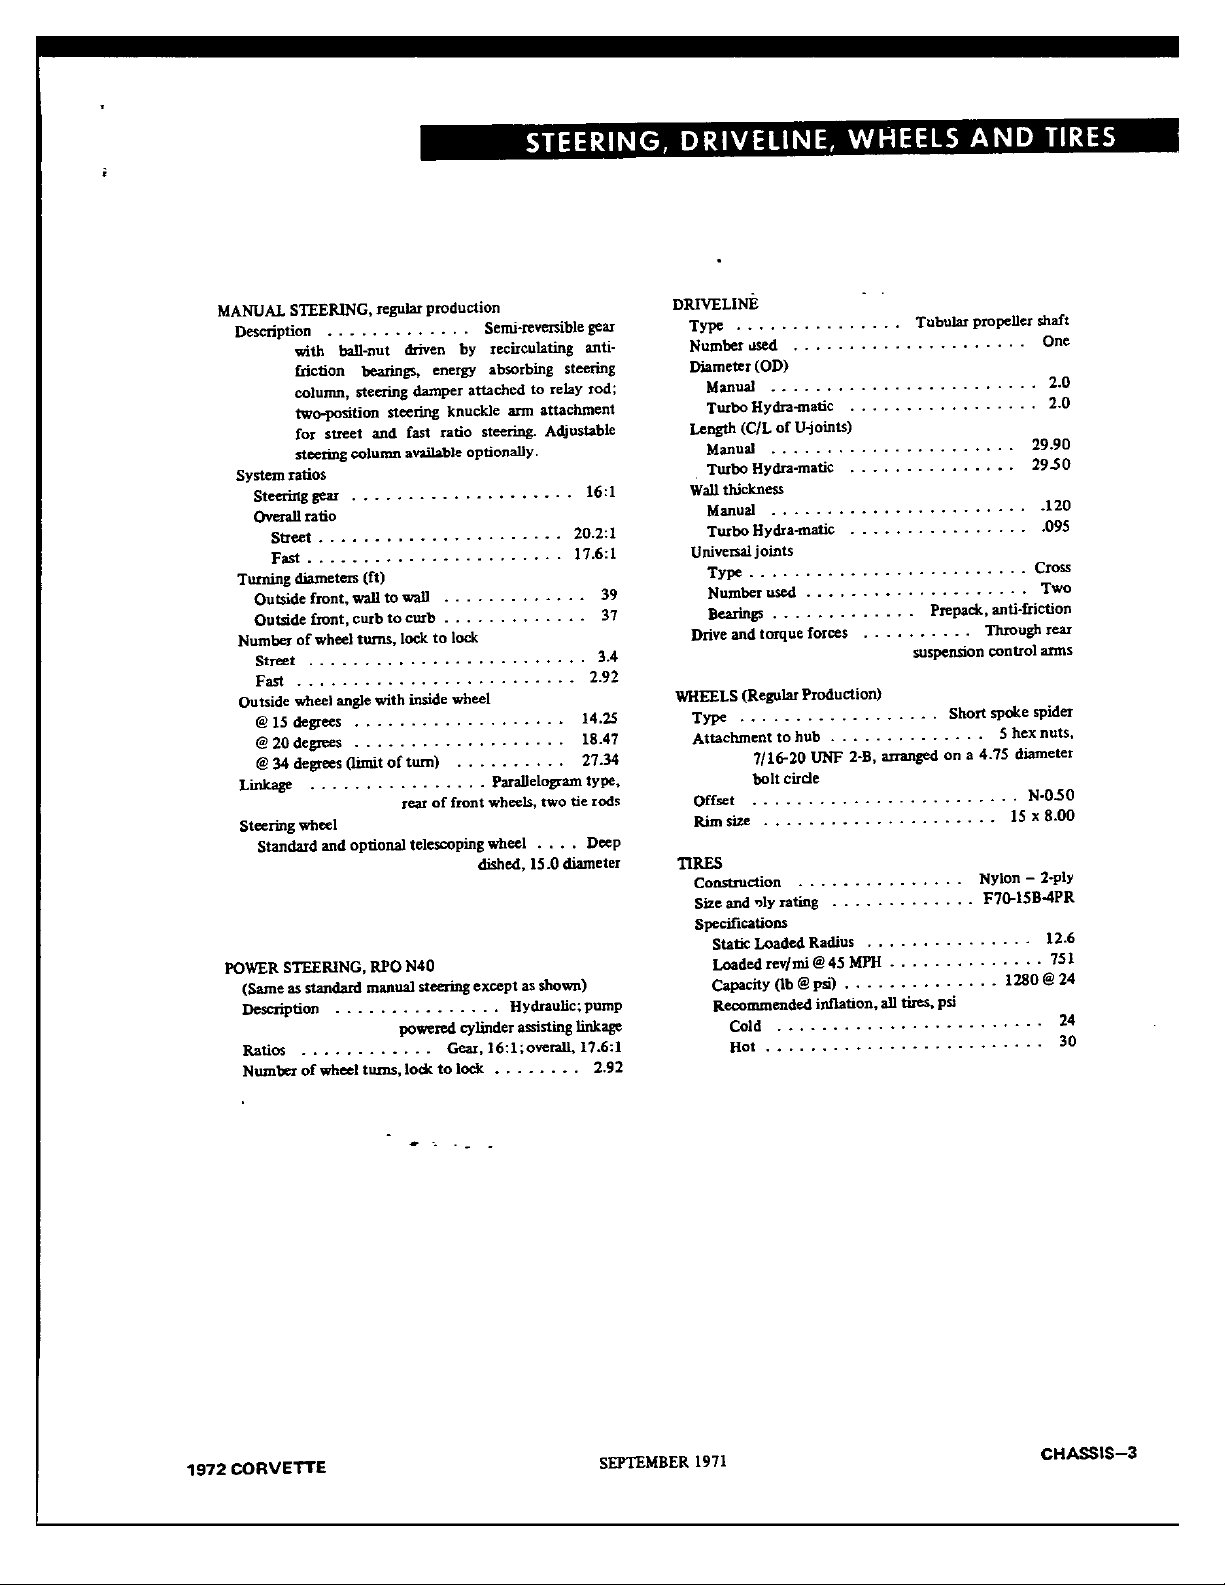 STEERING, DRIVELINE, WHEELS AND TIRES
MANUAL STEERING, regular production
Description . . . . . . . . . . . . . Semi-reversible gear
with ball-nut driven by recirculating anti-
friction bearings, energy absorbing steering
column, steering damper attached to relay rod;
two-position steering knuckle arm attachment
for street and fast ratio steering. Adjustable
steering column available optionally.
System ratios
Steering gear . . . . . . . . . . . . . . . . . . . . 16:1
Overall ratio
Street . . . . . . . . . . . . . . . . . . . . . . 20.2:1
Fast . . . . . . . . . . . . . . . . . . . . . . . 17.6:1
Turning diameters (ft)
Outside front, wall to wall . . . . . . . . . . . . . 39
Outside front, curb to curb . . . . . . . . . . . . . 37
Number of wheel turns, lock to lock
Street . . . . . . . . . . . . . . . . . . . . . . . . . 3.4
Fast . . . . . . . . . . . . . . . . . . . . . . . . . 2.92
Outside wheel angle with inside wheel
@ 15 degrees . . . . . . . . . . . . . . . . . . . 14.25
@ 20 degrees . . . . . . . . . . . . . . . . . . . 18.47
@ 34 degrees (limit of turn) . . . . . . . . . . 27.34
Linkage . . . . . . . . . . . . . . . . Parallelogram type,
rear of front wheels, two tie rods
Steering wheel
Standard and optional telescoping wheel . . . . Deep
dished, 15.0 diameter
POWER STEERING, RPO N40
(Same as standard manual steering except as shown)
Description . . . . . . . . . . . . . . . Hydraulic; pump
powered cylinder assisting linkage
Ratios . . . . . . . . . . . . Gear, 16:1; overall, 17.6:1
Number of wheel turns, lock to lock . . . . . . . . 2.92
DRIVELINE
Type . . . . . . . . . . . . . . . Tubular propeller shaft
Number used . . . . . . . . . . . . . . . . . . . . . One
Diameter (OD)
Manual . . . . . . . . . . . . . . . . . . . . . . . . 2.0
Turbo Hydra-matic . . . . . . . . . . . . . . . . . 2.0
Length (C/L of U-joints)
Manual . . . . . . . . . . . . . . . . . . . . . . 29.90
Turbo Hydra-matic . . . . . . . . . . . . . . . 29.50
Wall thickness
Manual . . . . . . . . . . . . . . . . . . . . . . . .120
Turbo Hydra-matic . . . . . . . . . . . . . . . . .095
Universal joints
Type . . . . . . . . . . . . . . . . . . . . . . . . . Cross
Number used . . . . . . . . . . . . . . . . . . . . Two
Bearings . . . . . . . . . . . . . Prepack, anti-friction
Drive and torque forces . . . . . . . . . . Through rear
suspension control arms
WHEELS (Regular Production)
Type . . . . . . . . . . . . . . . . . . Short spoke spider
Attachment to hub . . . . . . . . . . . . . . 5 hex nuts,
7/16-20 UNF 2-B, arranged on a 4.75 diameter
bolt circle
Offset . . . . . . . . . . . . . . . . . . . . . . . . N-0.50
Rim size . . . . . . . . . . . . . . . . . . . . . 15 x 8.00
TIRES
Construction . . . . . . . . . . . . . . . Nylon – 2-ply
Size and ply rating . . . . . . . . . . . . . F70-15B-4PR
Specifications
Static Loaded Radius . . . . . . . . . . . . . . . 12.6
Loaded rev/mi @ 45 MPH . . . . . . . . . . . . . . 751
Capacity (lb @ psi) . . . . . . . . . . . . . . 1280 @ 24
Recommended inflation, all tires, psi
Cold . . . . . . . . . . . . . . . . . . . . . . . . 24
Hot . . . . . . . . . . . . . . . . . . . . . . . . . 30
1972 CORVETTE
SEPTEMBER 1971
CHASSIS–3